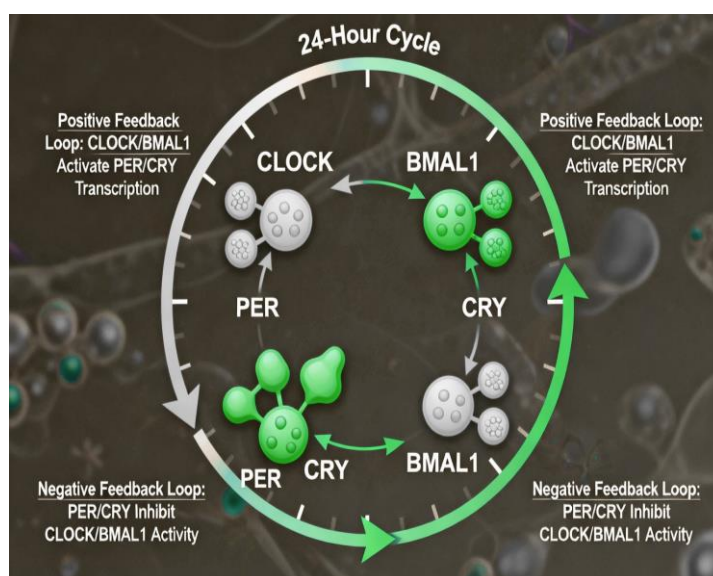 24-Hour Cycle
Positive Feedback
Loop: CLOCK/BMAL1
Activate PER/CRY
Transcription
Positive Feedback Loop:
CLOCK/BMAL1
Activate PER/CRY
Transcription
CLOCK
BMAL1
PER
CRY
PER
CRY
BMAL1
Negative Feedback Loop:
PER/CRY Inhibit
CLOCK/BMAL1 Activity
Negative Feedback Loop:
PER/CRY Inhibit
CLOCK/BMAL1 Activity